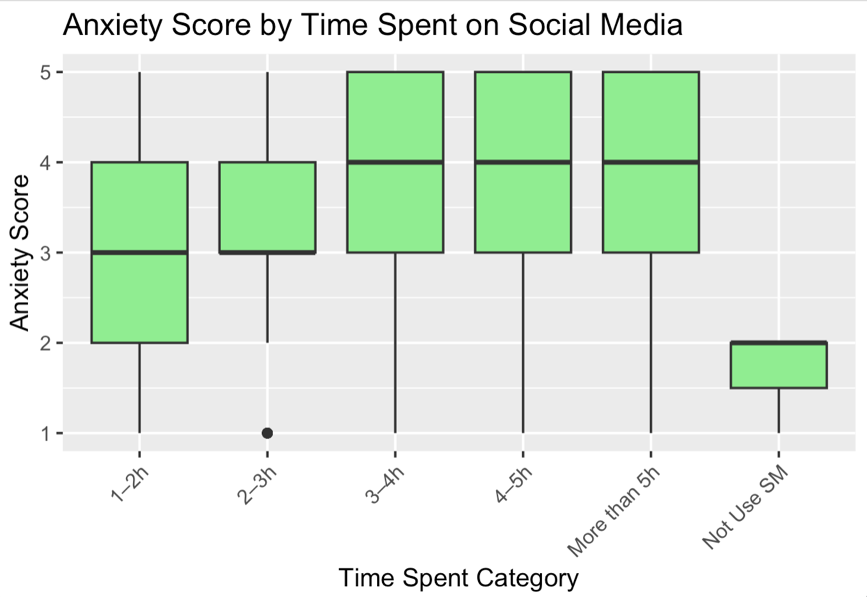 Anxiety Score by Time Spent on Social Media
Anxiety Score
5
4
3
2
1
1–2h
2–3h
3–4h
4–5h
More than 5h
Not Use SM
Time Spent Category